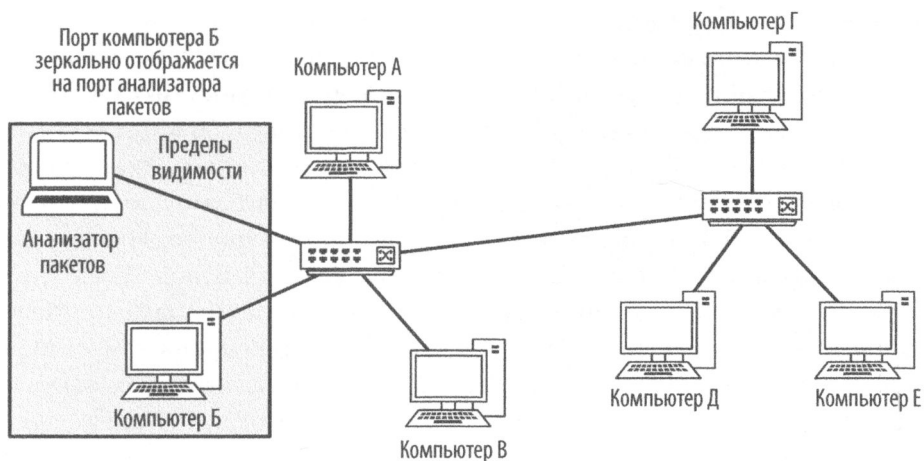 Порт компьютера Б
зеркально отображается
на порт анализатора
пакетов
Пределы
видимости
Анализатор
пакетов
Компьютер Б
Компьютер А
Компьютер В
Компьютер Г
Компьютер Д
Компьютер Е